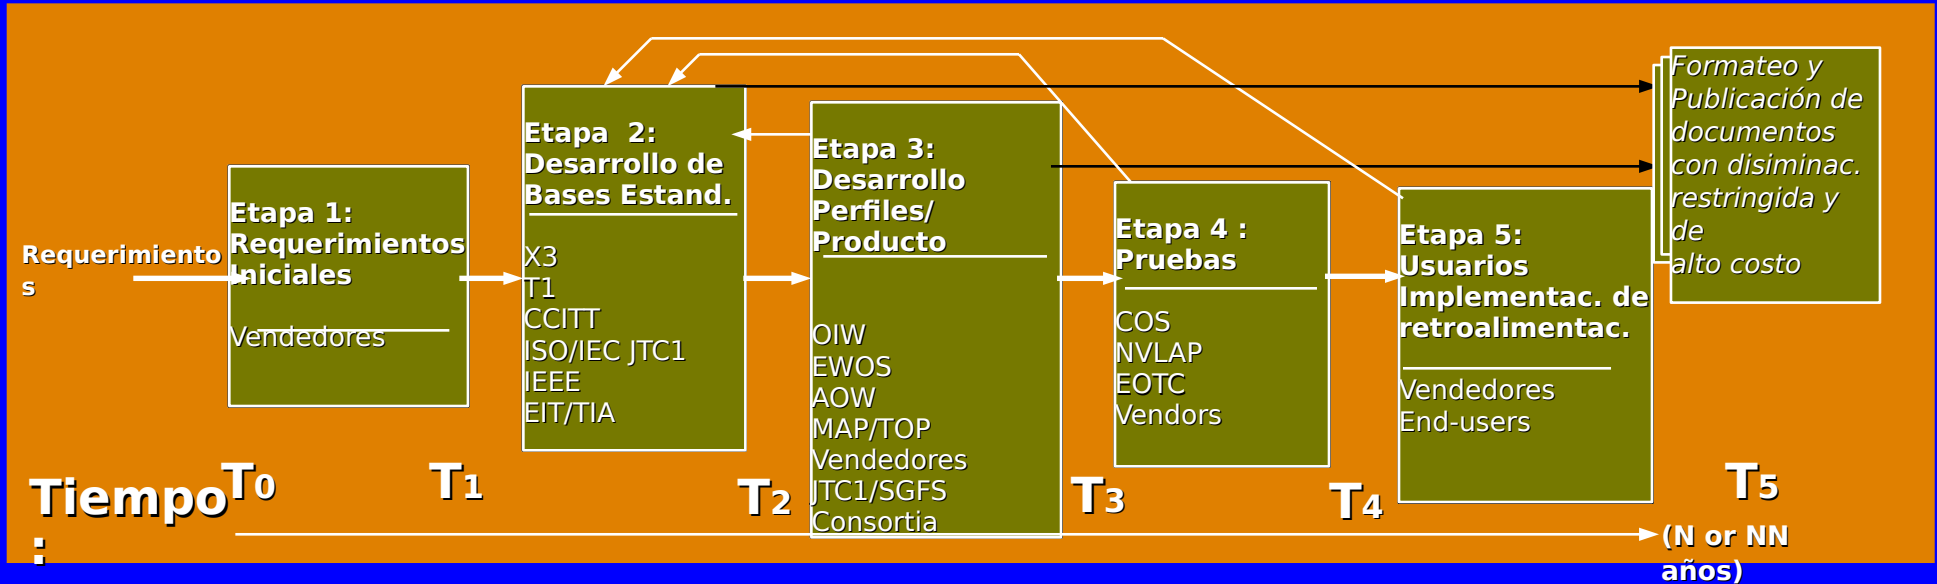 Requerimiento
s
Etapa 1:
Requerimientos
Iniciales
Vendedores
Etapa  2:
Desarrollo de
Bases Estand.
X3
T1
CCITT
ISO/IEC JTC1
IEEE
EIT/TIA
Etapa 3:
Desarrollo
Perfiles/
Producto
OIW
EWOS
AOW
MAP/TOP
Vendedores
JTC1/SGFS
Consortia
Etapa 4 :
Pruebas
COS
NVLAP
EOTC
Vendors
Etapa 5:
Usuarios
Implementac. de
retroalimentac.
Vendedores
End-users
Formateo y
Publicación de
documentos
con disiminac.
restringida y
de
alto costo
Tiempo
:
T0
T1
T2
T3
T4
T5
(N or NN
años)